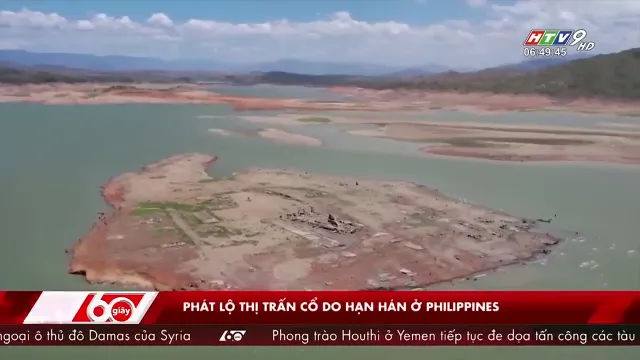 HTV9 HD
06:49:45
60 giây
PHÁT LỘ THỊ TRẤN CỔ DO HẠN HÁN Ở PHILIPPINES
ngoại ô thủ đô Damas của Syria 60 Phong trào Houthi ở Yemen tiếp tục đe dọa tấn công các tàu